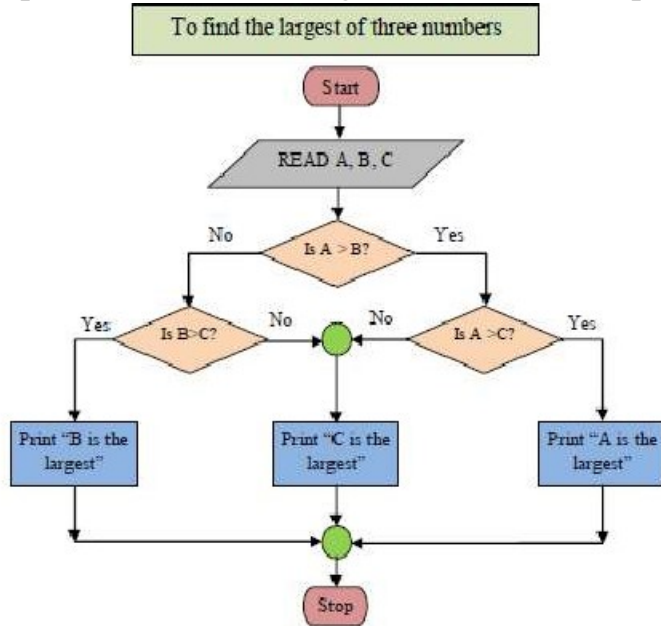 To find the largest of three numbers
Start
READ A, B, C
Is A > B?
No
Yes
Is B>C?
Yes
No
Is A >C?
No
Yes
Print “B is the
largest”
Print “C is the
largest”
Print “A is the
largest”
Stop